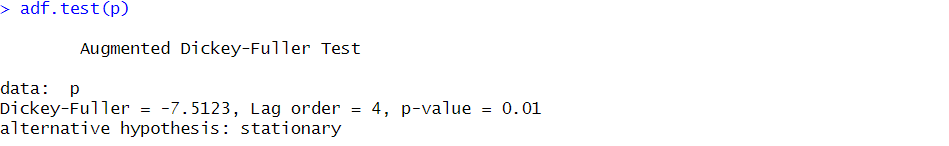 > adf.test(p)
Augmented Dickey-Fuller Test
data:  p
Dickey-Fuller = -7.5123, Lag order = 4, p-value = 0.01
alternative hypothesis: stationary